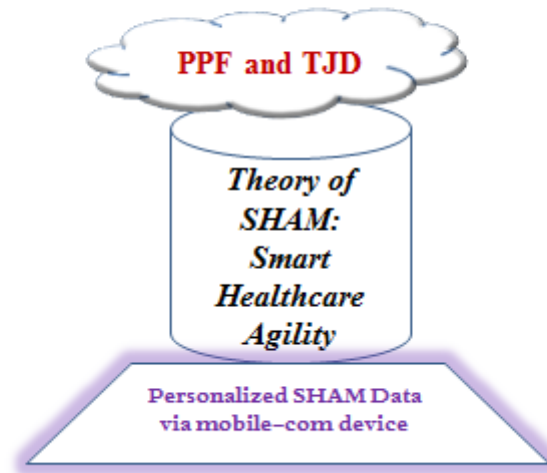 PPF and TJD
Theory of
SHAM:
Smart
Healthcare
Agility
Personalized SHAM Data
via mobile-com device